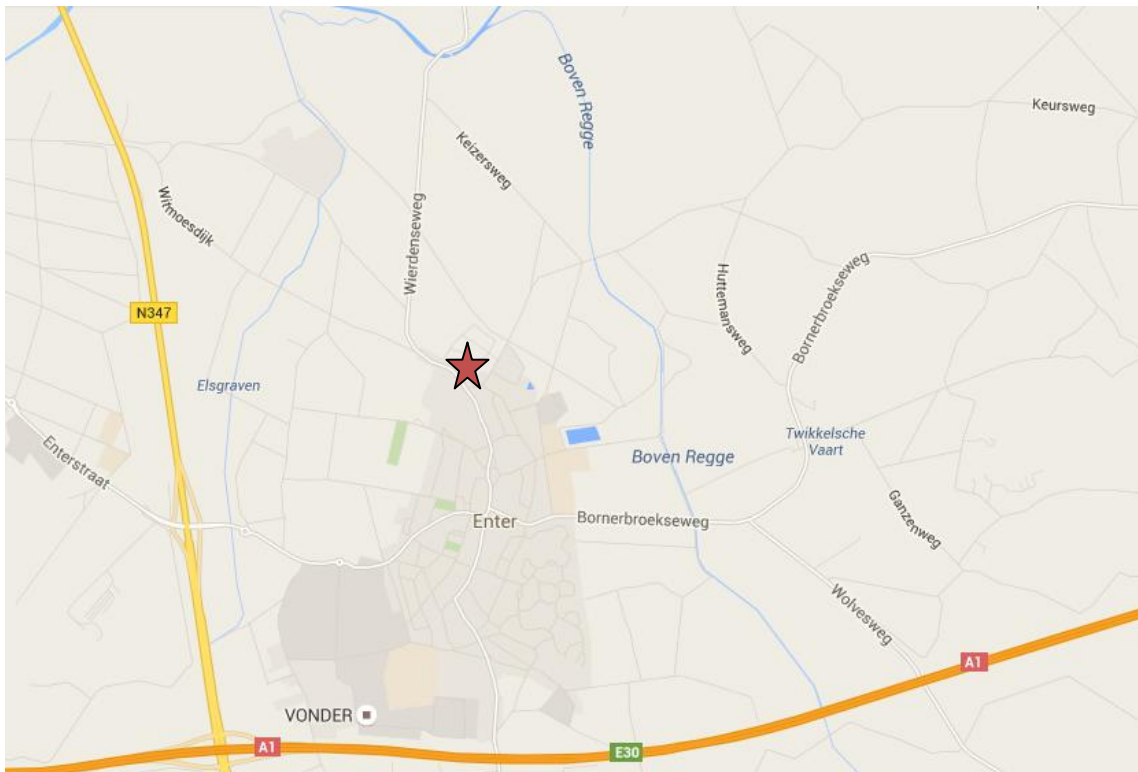 Boven Regge
Keursweg
Keizersweg
Witmoesdijk
Wierdenseweg
Huttemansweg
Bornerbroekseweg
N347
Elsgraven
Enterstraat
Twikkelsche
Vaart
Boven Regge
Ganzenweg
Enter
Bornerbroekseweg
Wolvesweg
A1
VONDER
A1
E30